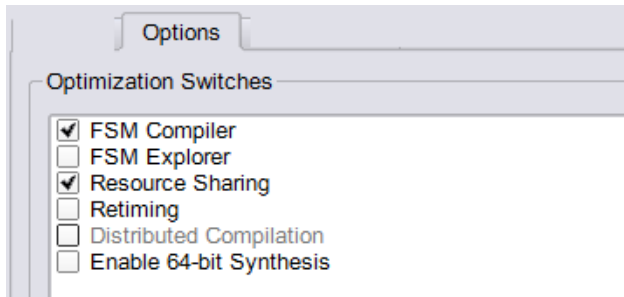 Options
Optimization Switches
FSM Compiler
FSM Explorer
Resource Sharing
Retiming
Distributed Compilation
Enable 64-bit Synthesis